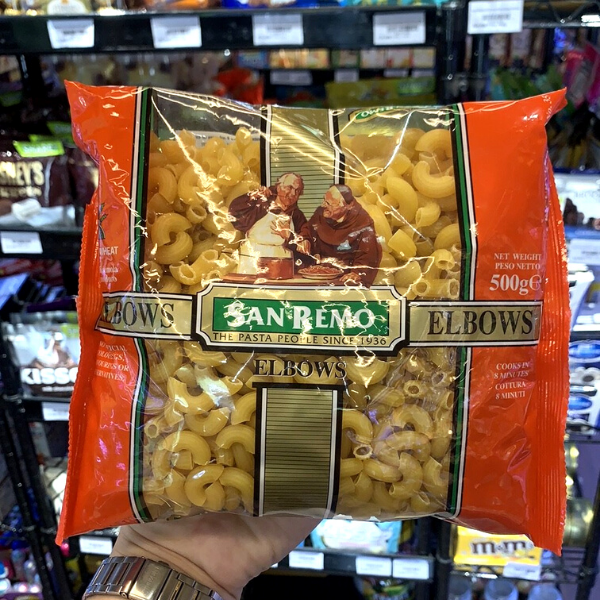 NET WEIGHT
PESO NETTO
500g℮
ELBOWS
SAN REMO
THE PASTA PEOPLE SINCE 1936
ELBOWS
ELBOWS
COOKS IN
8 MINUTES
COTTURA
8 MINUTI
m&m's